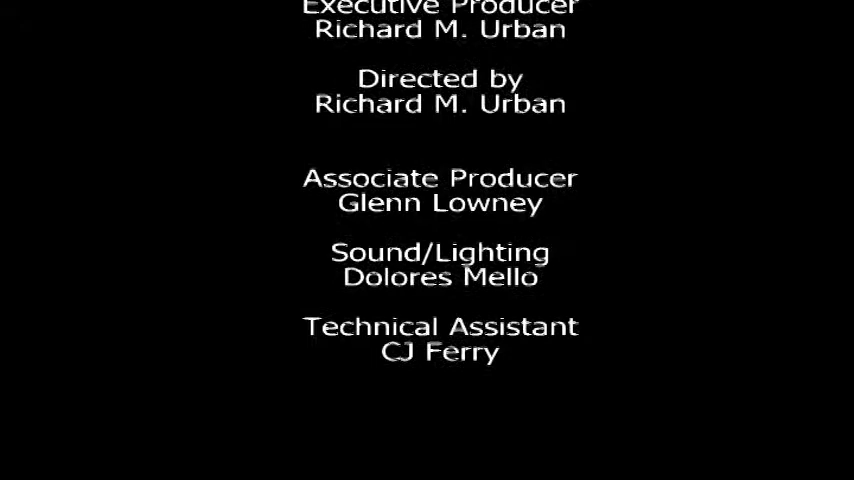 Executive Producer
Richard M. Urban
Directed by
Richard M. Urban
Associate Producer
Glenn Lowney
Sound/Lighting
Dolores Mello
Technical Assistant
CJ Ferry